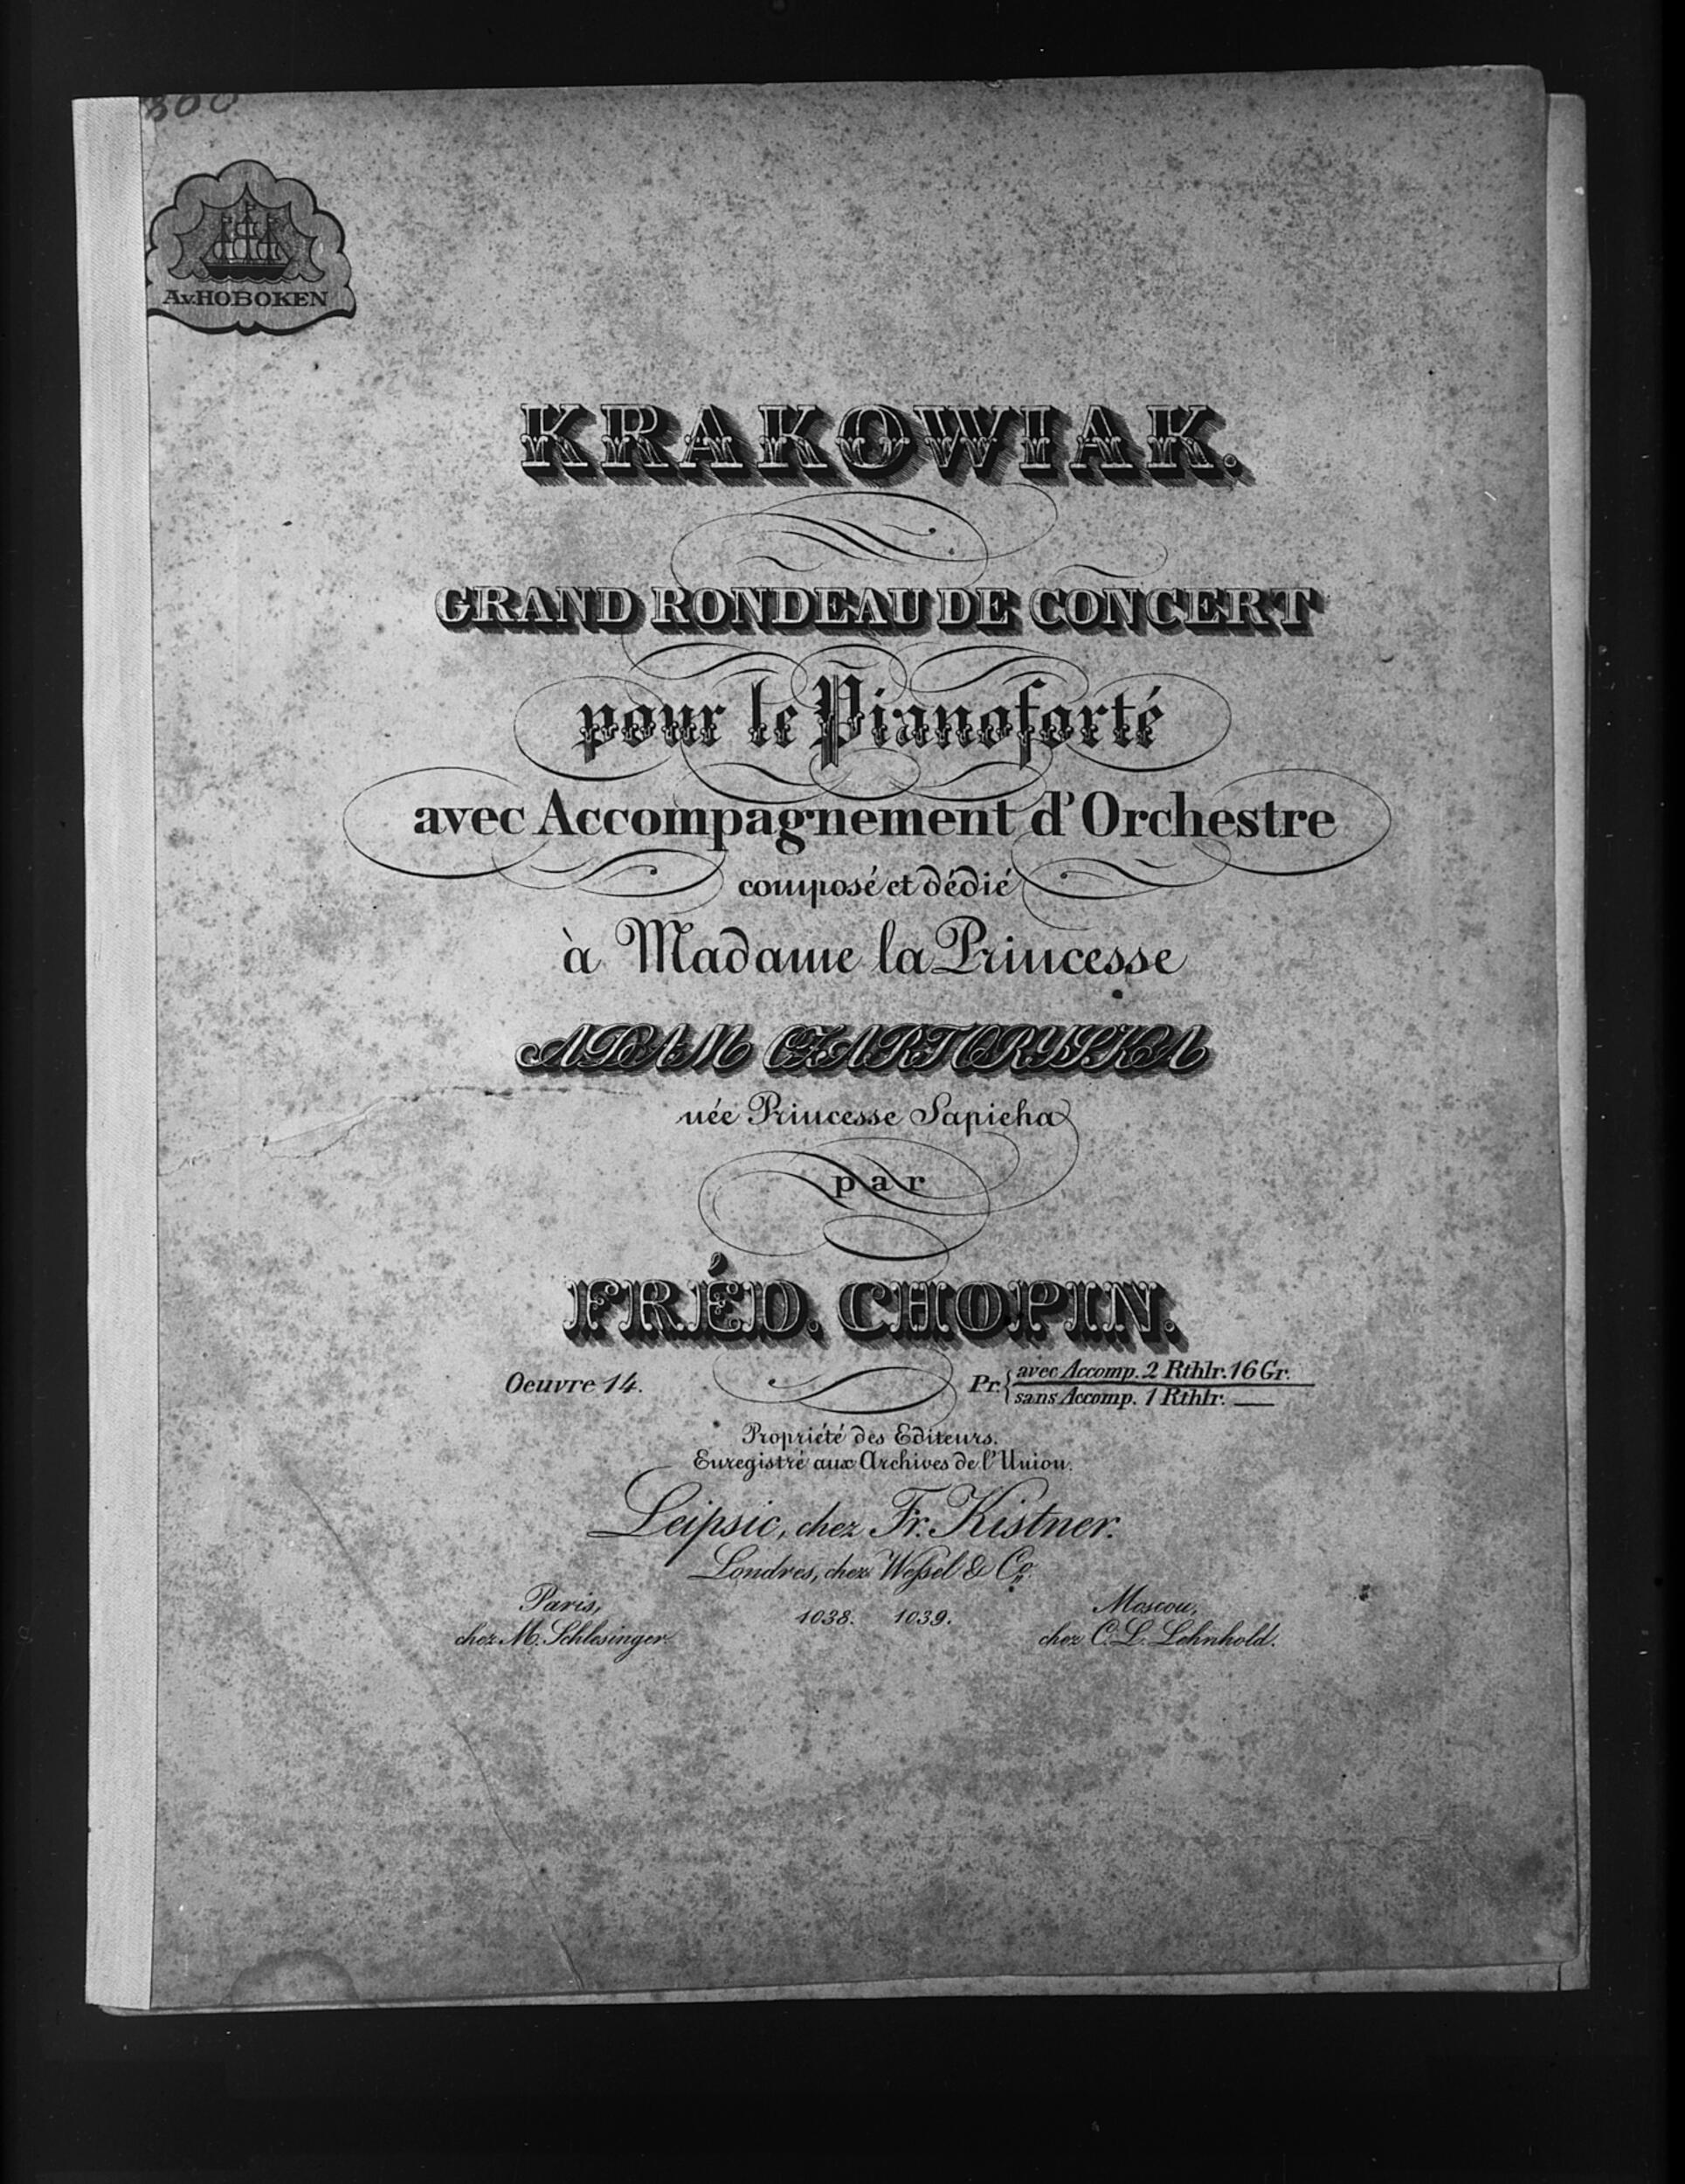 800
A.v.HOBOKEN
KRAKOWIAK.
GRAND RONDEAU DE CONCERT
pour le Pianoforté
avec Accompagnement d'Orchestre
composé et dédié
à Madame la Princesse
ADAM CZARTORYSKA
née Princesse Sapieha
par
FRÉD. CHOPIN.
Oeuvre 14.
Pr. { avec Accomp. 2 Rthlr. 16 Gr.
sans Accomp. 1 Rthlr. —
Propriété des Editeurs.
Enregistré aux Archives de l'Union.
Leipsic, chez Fr. Kistner.
Londres, chez Wessel & Co.
Paris,
chez M. Schlesinger.
1038. 1039.
Moscou,
chez C. L. Lehnhold.